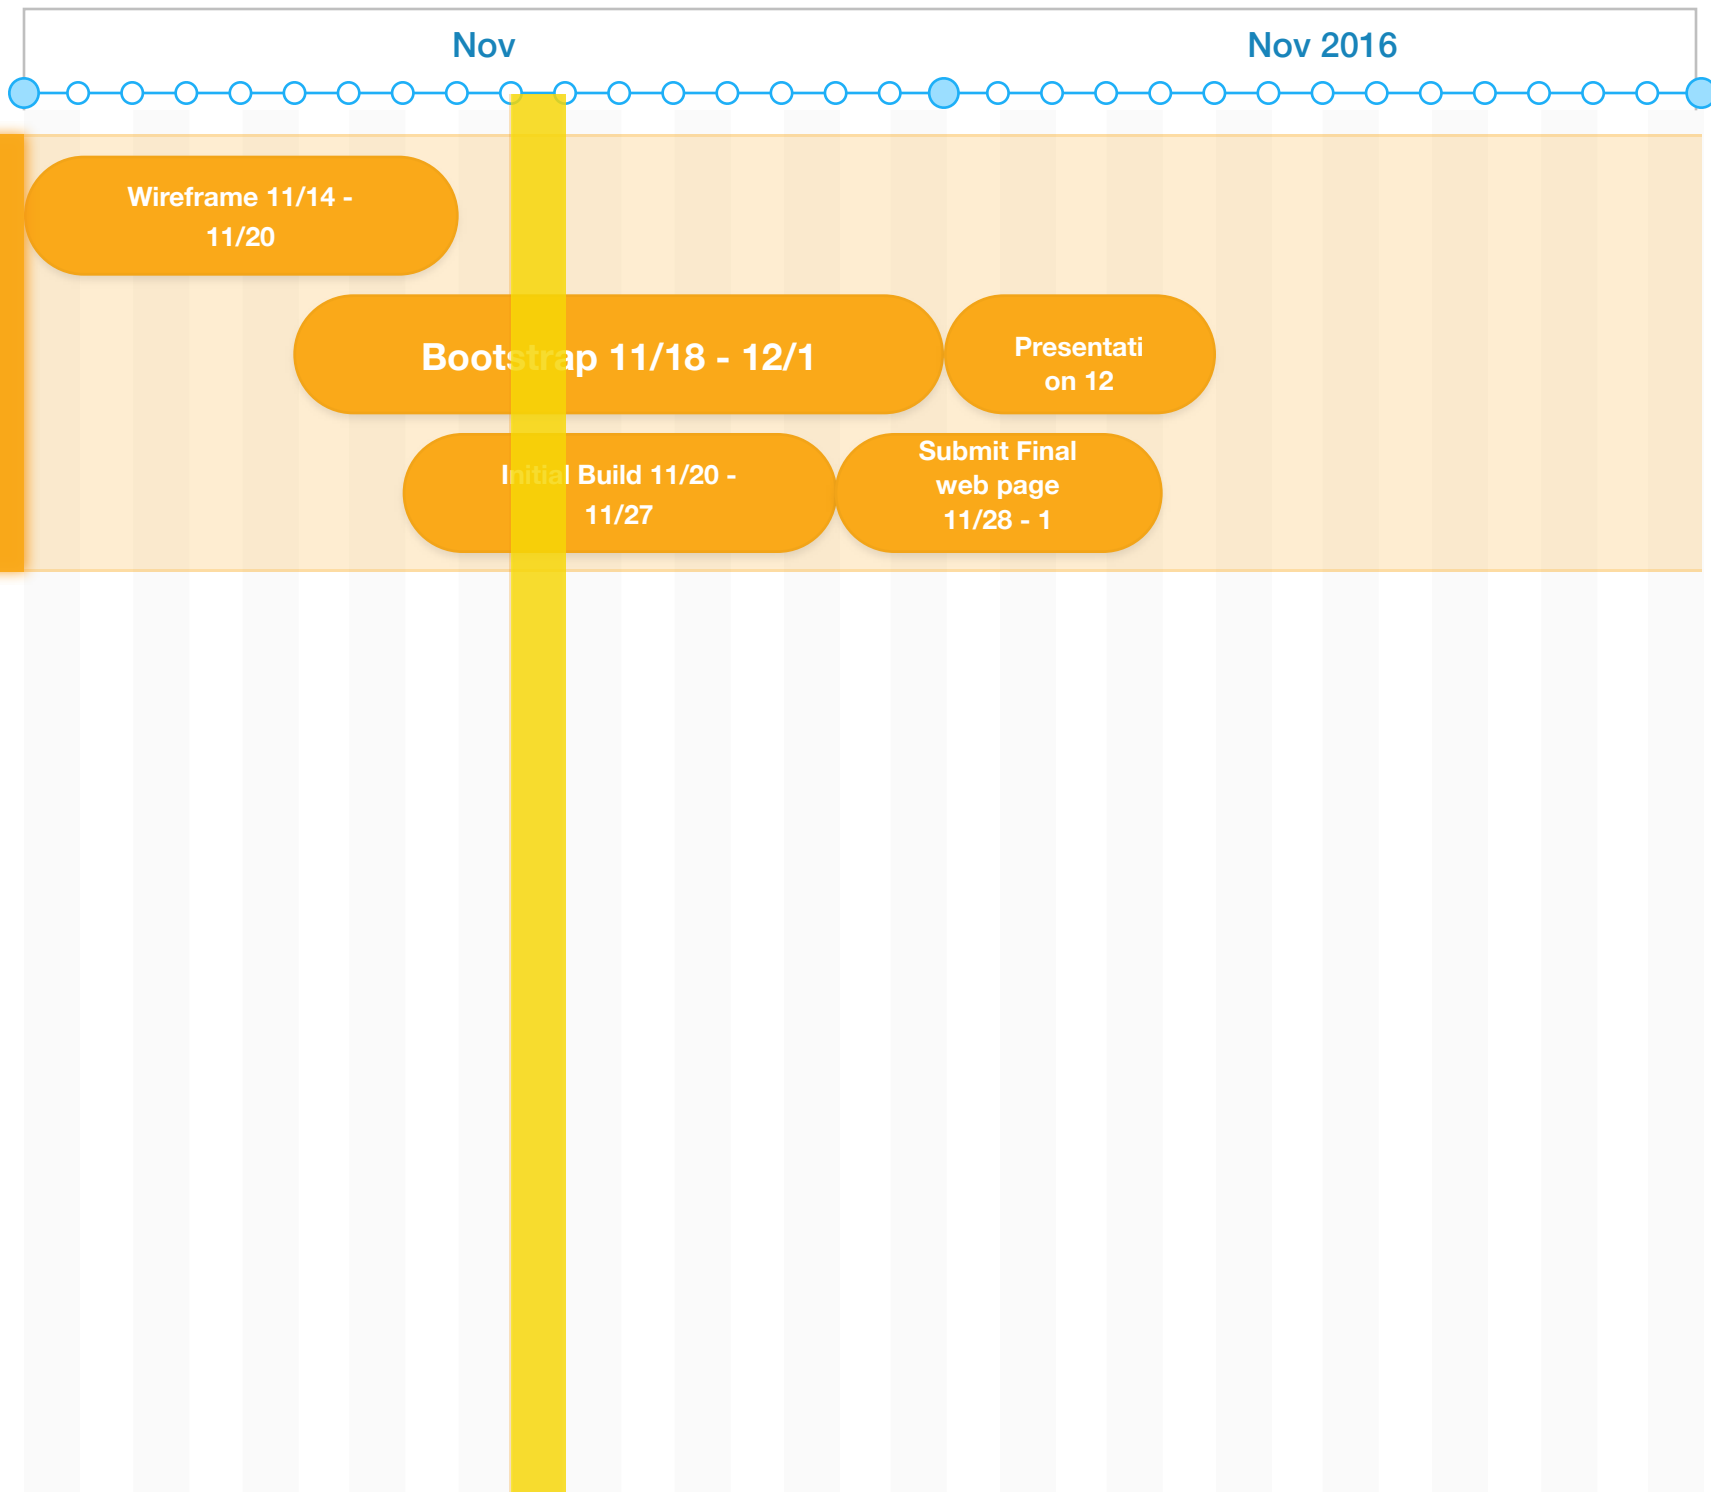 Nov
Nov 2016
Wireframe 11/14 -
11/20
Bootstrap 11/18 - 12/1
Presentati
on 12
Initial Build 11/20 -
11/27
Submit Final
web page
11/28 - 1